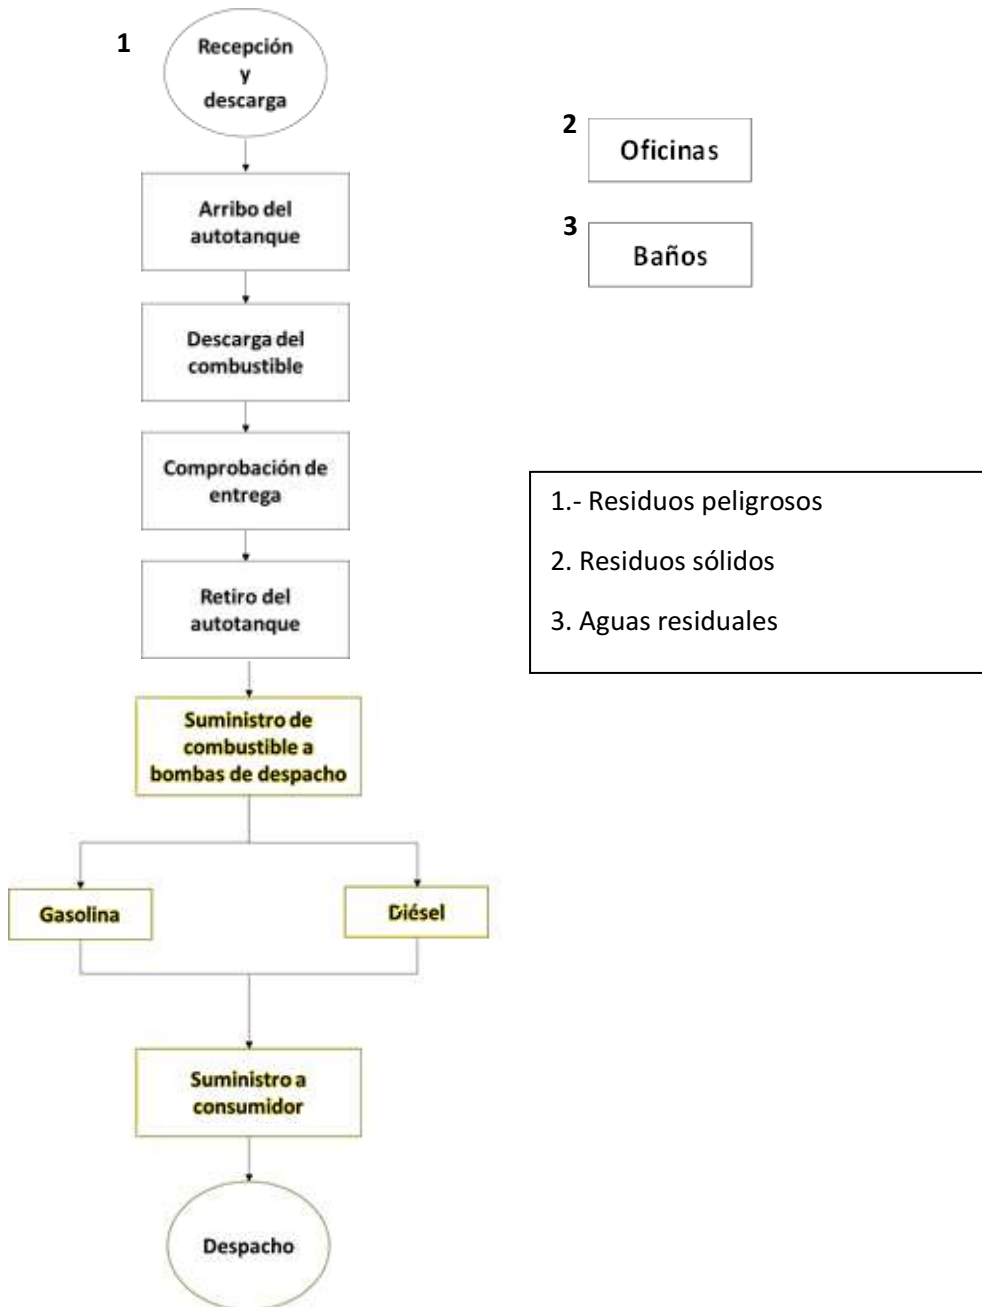 1
Recepción
y
descarga
Arribo del
autotanque
Descarga del
combustible
Comprobación de
entrega
Retiro del
autotanque
Suministro de
combustible a
bombas de despacho
Gasolina
Diésel
Suministro a
consumidor
Despacho
2
Oficinas
3
Baños
1.- Residuos peligrosos
2. Residuos sólidos
3. Aguas residuales